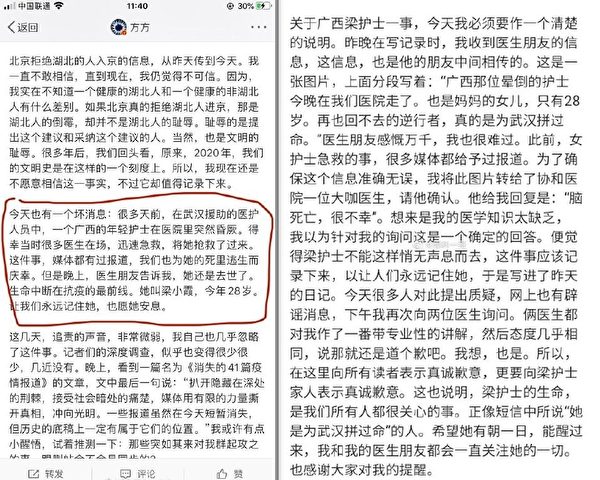 中国联通
11:40
30%
返回
方方
北京拒绝湖北的人入京的信息，从昨天传到今天。我
一直不敢相信，直到现在，我仍觉得不可信。因为，
我实在不知道一个健康的湖北人和一个健康的非湖北
人有什么差别。如果北京真的拒绝湖北人进京，那是
湖北人的倒霉，却并不是湖北人的耻辱。耻辱的是提
出这个建议和采纳这个建议的人。当然，也是文明的
耻辱。很多年后，我们回头看，原来，2020年，我们
的文明史是在这样的一个刻度上。所以，我现在还是
不愿意相信这一事实，不过它却值得记录下来。
今天也有一个坏消息：很多天前，在武汉援助的医护
人员中，一个广西的年轻护士在医院里突然昏厥。得
幸当时很多医生在场，迅速急救，将她抢救了过来。
这件事，媒体都有过报道，我们也为她的死里逃生而
庆幸。但是晚上，医生朋友告诉我，她还是去世了。
生命中断在抗疫的最前线。她叫梁小霞，今年28岁。
让我们永远记住她，也愿她安息。
这几天，追责的声音，非常微弱，我自己也几乎忽略
了这件事。记者们的深度调查，似乎也变得很少很
少，几近没有。晚上，看到一篇名为《消失的41篇疫
情报道》的文章，文中最后一句说：“扒开隐藏在深处
的荆棘，接受社会暗处的痛楚，媒体用有限的力量撕
开真相，冲向光明。一些报道虽然在今天短暂消失，
但历史的底稿上一定有属于它们的位置。”我或许有点
小醒悟，试着推测一下：那些突如其来对我群起攻之
转发
评论
赞
关于广西梁护士一事，今天我必须要作一个清楚
的说明。昨晚在写记录时，我收到医生朋友的信
息，这信息，也是他的朋友中间相传的。这是一
张图片，上面分段写着：“广西那位晕倒的护士
今晚在我们医院走了。也是妈妈的女儿，只有28
岁。再也回不去的逆行者，真的是为武汉拼过
命。”医生朋友感慨万千，我也很难过。此前，女
护士急救的事，很多媒体都给予过报道。为了确
保这个信息准确无误，我将此图片转给了协和医
院一位大咖医生，请他确认。他给我回复是：“脑
死亡，很不幸”。想来是我的医学知识太缺乏，
我以为针对我的询问这是一个确定的回答。便觉
得梁护士不能这样悄无声息而去，这件事应该记
录下来，以让人们永远记住她，于是写进了昨天
的日记。今天很多人对此提出质疑，网上也有辟
谣消息，下午我再次向两位医生询问。俩医生都
对我作了一番带专业性的讲解，然后态度几乎相
同，说那就还是道个歉吧。我想，也是。所以，
在这里向所有读者表示真诚歉意，更要向梁护士
家人表示真诚歉意。这也说明，梁护士的生命，
是我们所有人都很关心的事。正像短信中所说“她
是为武汉拼过命”的人。希望她有朝一日，能醒过
来，我和我的医生朋友都会一直关注她的一切。
也感谢大家对我的提醒。